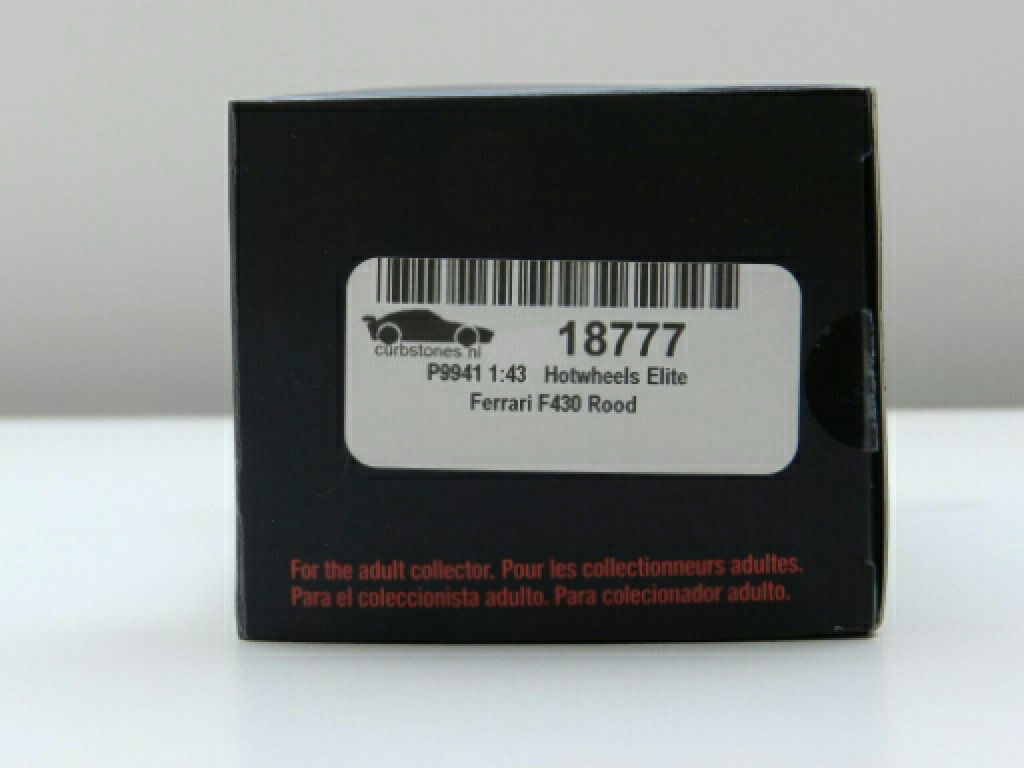 curbstones.nl
18777
P9941 1:43 Hotwheels Elite
Ferrari F430 Rood
For the adult collector. Pour les collectionneurs adultes.
Para el coleccionista adulto. Para colecionador adulto.